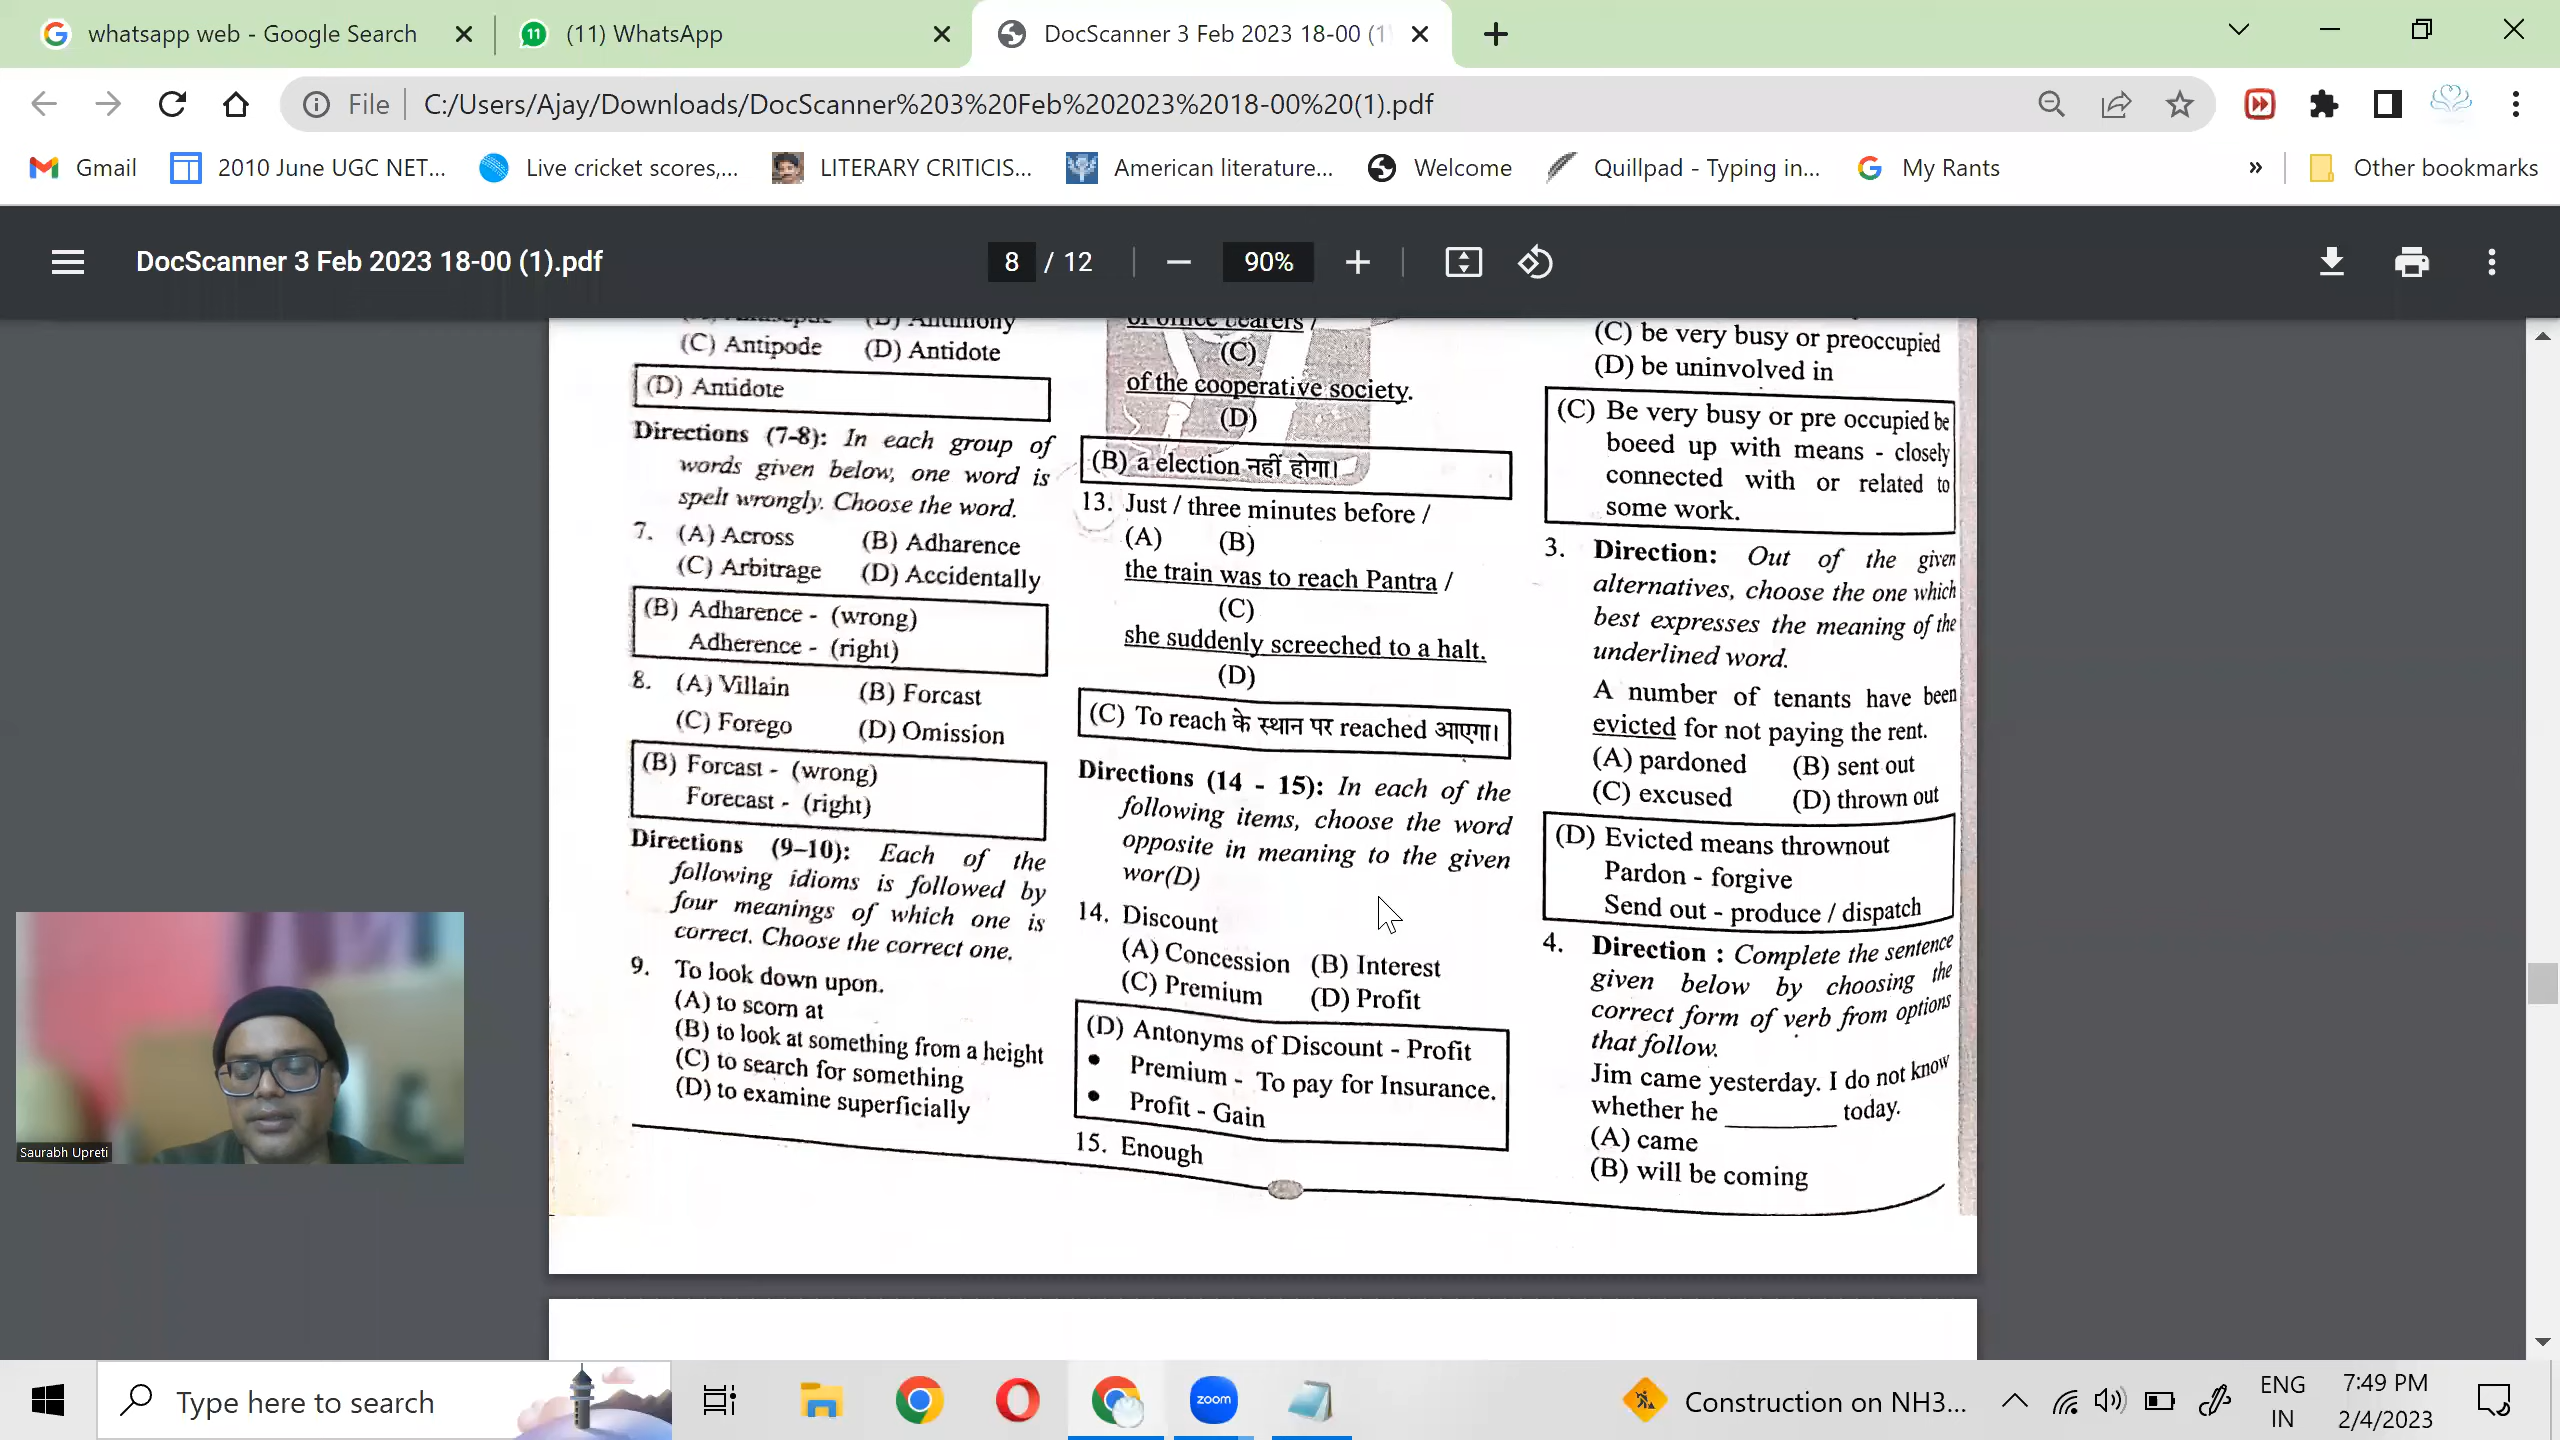 whatsapp web - Google Search
11
(11) WhatsApp
DocScanner 3 Feb 2023 18-00 (1
File
C:/Users/Ajay/Downloads/DocScanner%203%20Feb%202023%2018-00%20(1).pdf
Gmail
2010 June UGC NET...
Live cricket scores,...
LITERARY CRITICIS...
American literature...
Welcome
Quillpad - Typing in...
My Rants
»
Other bookmarks
DocScanner 3 Feb 2023 18-00 (1).pdf
8 / 12
90%
(B) Antimony
(C) Antipode (D) Antidote
(D) Antidote
Directions (7-8): In each group of
words given below, one word is
spelt wrongly. Choose the word.
7. (A) Across (B) Adharence
(C) Arbitrage (D) Accidentally
(B) Adharence - (wrong)
Adherence - (right)
8. (A) Villain (B) Forcast
(C) Forego (D) Omission
(B) Forcast - (wrong)
Forecast - (right)
Directions (9–10): Each of the
following idioms is followed by
four meanings of which one is
correct. Choose the correct one.
9. To look down upon.
(A) to scorn at
(B) to look at something from a height
(C) to search for something
(D) to examine superficially
of office bearers /
(C)
of the cooperative society.
(D)
(B) a election नहीं होगा।
13. Just / three minutes before /
(A) (B)
the train was to reach Pantra /
(C)
she suddenly screeched to a halt.
(D)
(C) To reach के स्थान पर reached आएगा।
Directions (14 - 15): In each of the
following items, choose the word
opposite in meaning to the given
wor(D)
14. Discount
(A) Concession (B) Interest
(C) Premium (D) Profit
(D) Antonyms of Discount - Profit
• Premium - To pay for Insurance.
• Profit - Gain
15. Enough
(C) be very busy or preoccupied
(D) be uninvolved in
(C) Be very busy or pre occupied be
boeed up with means - closely
connected with or related to
some work.
3. Direction: Out of the given
alternatives, choose the one which
best expresses the meaning of the
underlined word.
A number of tenants have been
evicted for not paying the rent.
(A) pardoned (B) sent out
(C) excused (D) thrown out
(D) Evicted means thrownout
Pardon - forgive
Send out - produce / dispatch
4. Direction : Complete the sentence
given below by choosing the
correct form of verb from options
that follow.
Jim came yesterday. I do not know
whether he ________ today.
(A) came
(B) will be coming
Saurabh Upreti
Type here to search
zoom
Construction on NH3...
ENG
IN
7:49 PM
2/4/2023